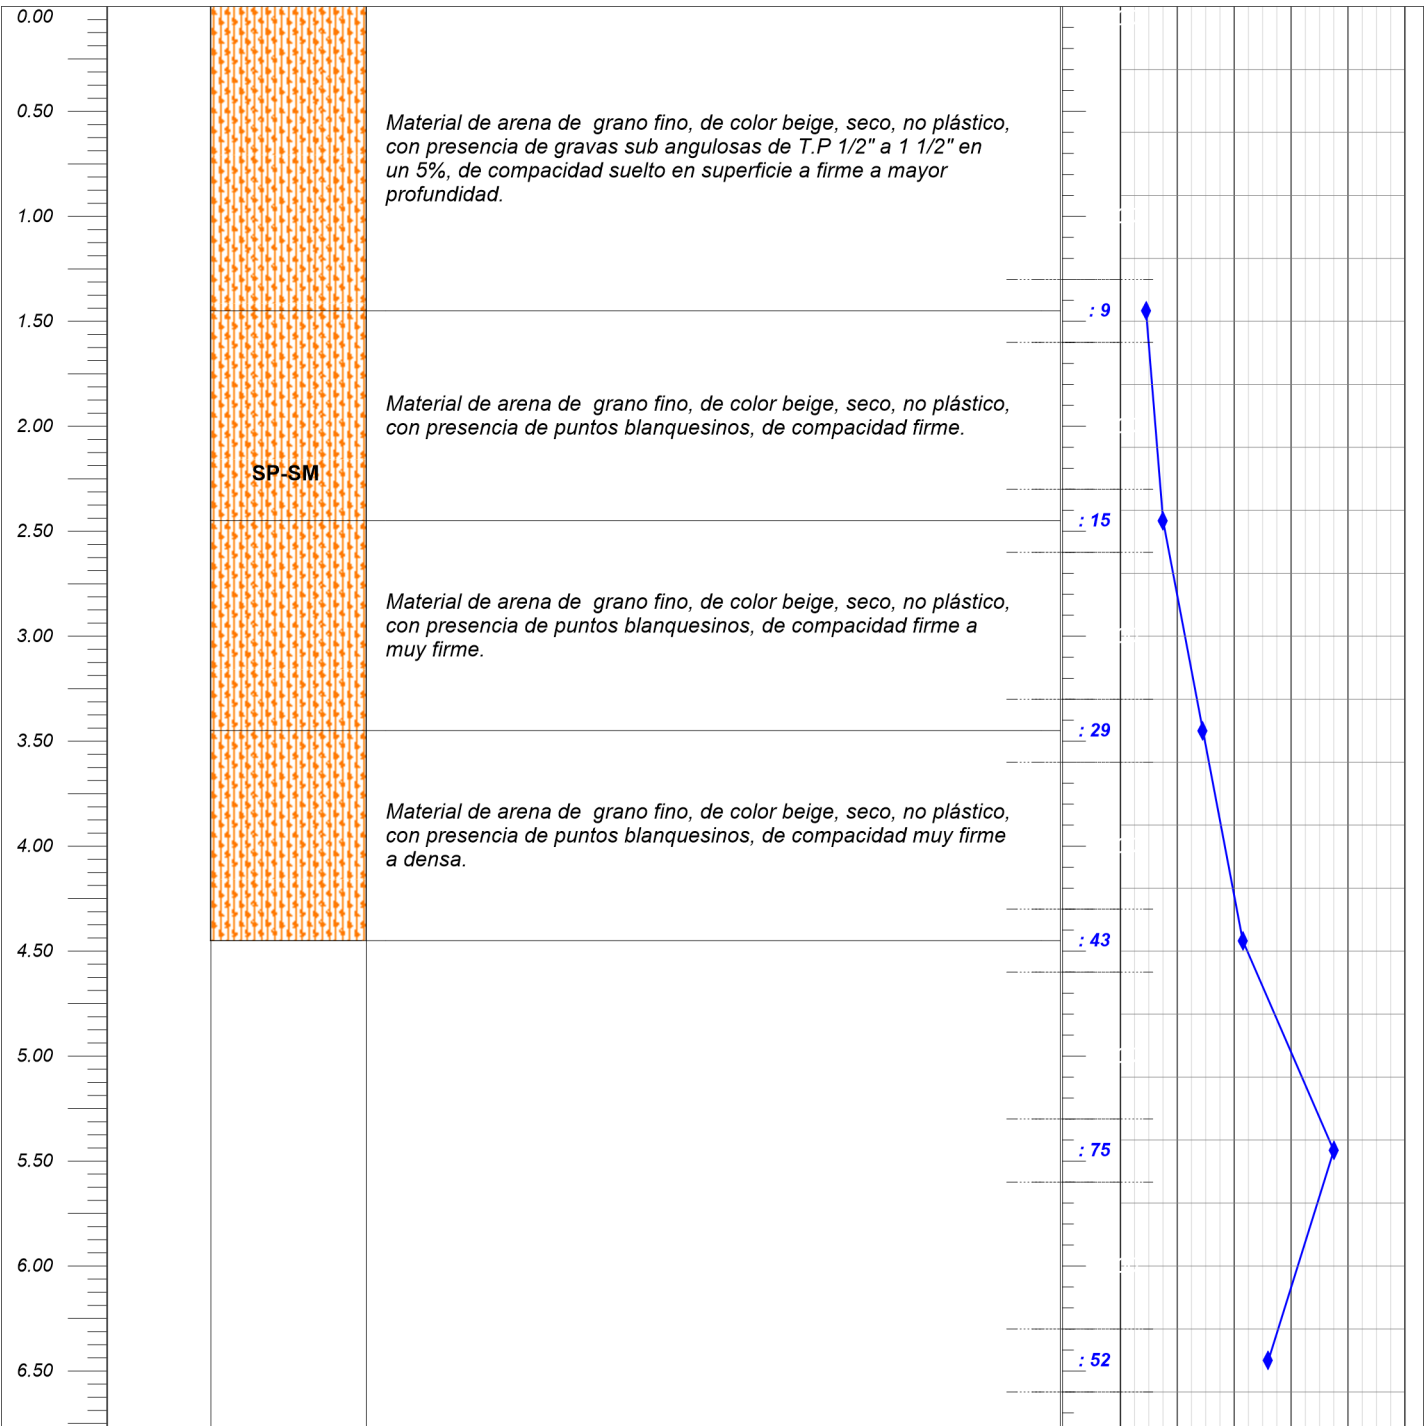 0.00
0.50
Material de arena de grano fino, de color beige, seco, no plástico,
con presencia de gravas sub angulosas de T.P 1/2" a 1 1/2" en
un 5%, de compacidad suelto en superficie a firme a mayor
profundidad.
1.00
: 9
1.50
Material de arena de grano fino, de color beige, seco, no plástico,
con presencia de puntos blanquesinos, de compacidad firme.
2.00
SP-SM
: 15
2.50
Material de arena de grano fino, de color beige, seco, no plástico,
con presencia de puntos blanquesinos, de compacidad firme a
muy firme.
3.00
: 29
3.50
Material de arena de grano fino, de color beige, seco, no plástico,
con presencia de puntos blanquesinos, de compacidad muy firme
a densa.
4.00
: 43
4.50
5.00
: 75
5.50
6.00
: 52
6.50